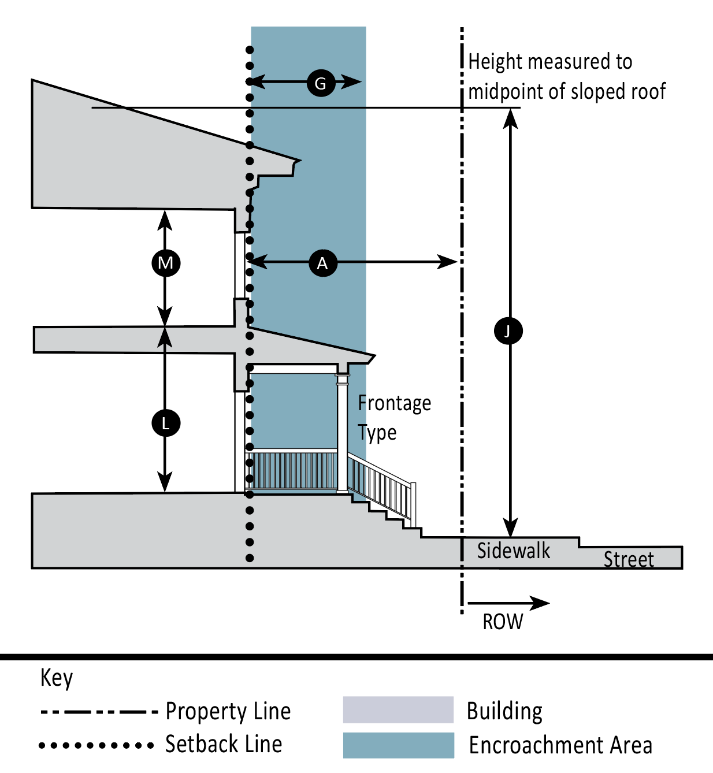 G
Height measured to
midpoint of sloped roof
M
A
J
L
Frontage
Type
Sidewalk
Street
ROW
Key
Property Line
Building
Setback Line
Encroachment Area